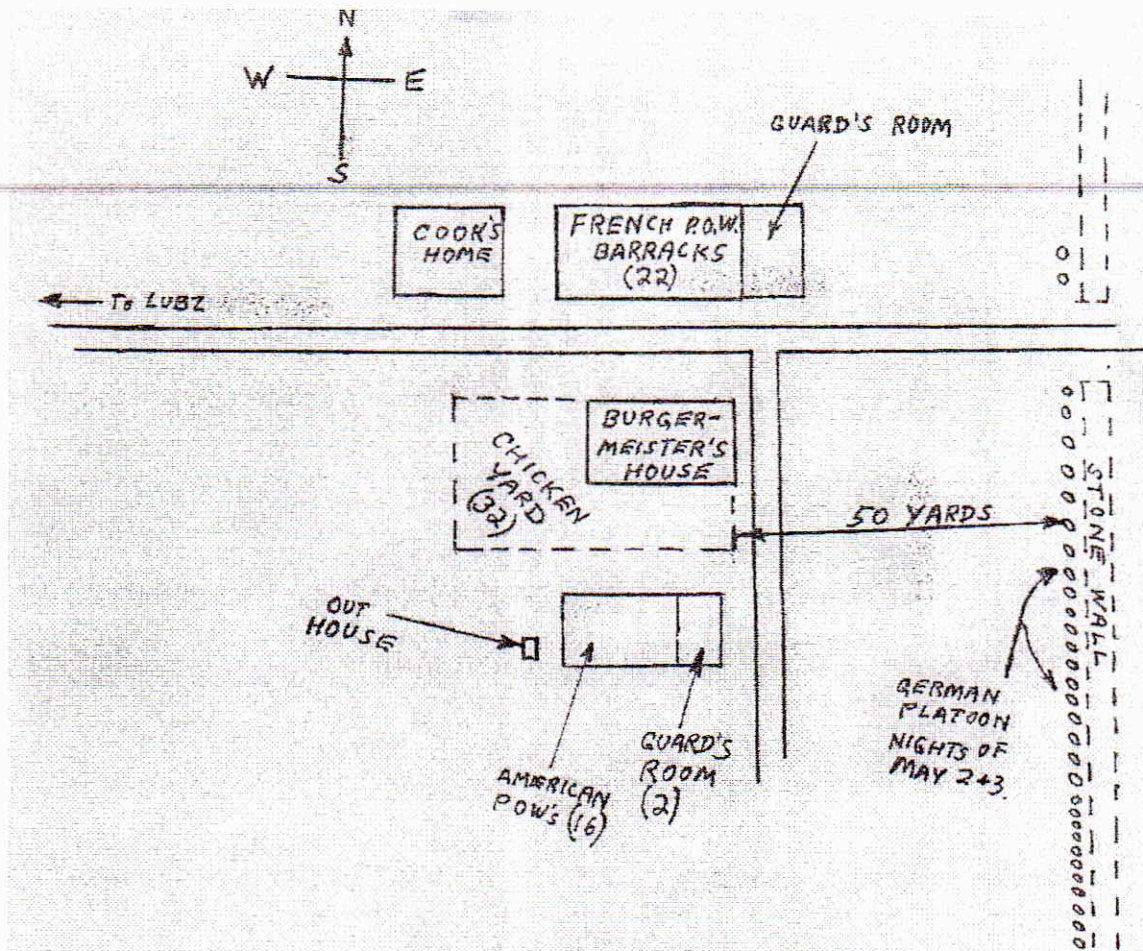 N
W E
S
GUARD'S ROOM
COOK'S
HOME
FRENCH P.O.W.
BARRACKS
(22)
TO LUBZ
BURGER-
MEISTER'S
HOUSE
CHICKEN
YARD
(32)
50 YARDS
STONE WALL
OUT
HOUSE
GERMAN
PLATOON
NIGHTS OF
MAY 2+3.
AMERICAN
POW'S (16)
GUARD'S
ROOM
(2)